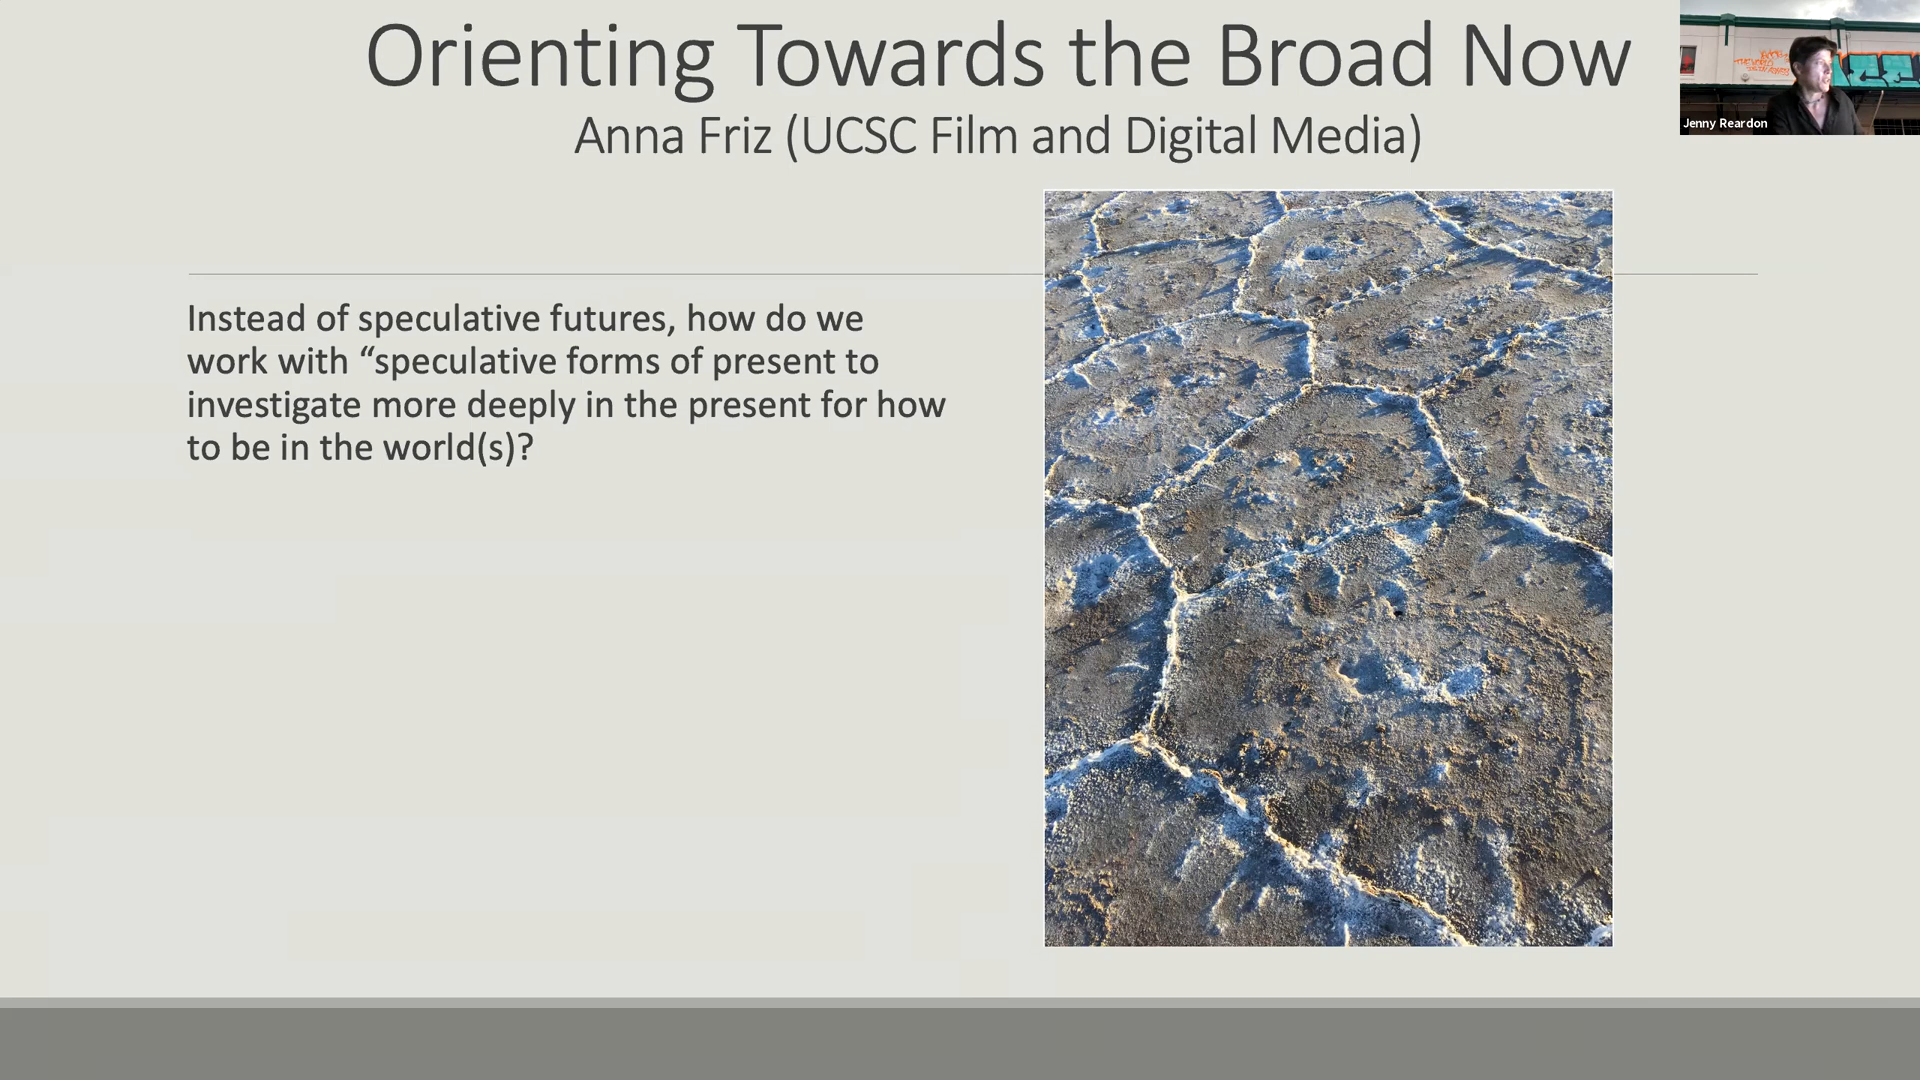 Orienting Towards the Broad Now
Anna Friz (UCSC Film and Digital Media)
Jenny Reardon
Instead of speculative futures, how do we
work with “speculative forms of present to
investigate more deeply in the present for how
to be in the world(s)?